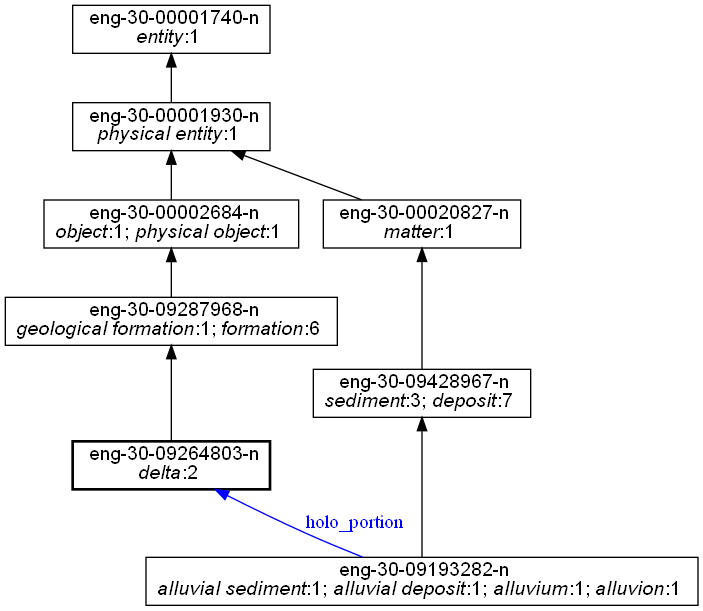 eng-30-00001740-n
entity:1
eng-30-00001930-n
physical entity:1
eng-30-00002684-n
object:1; physical object:1
eng-30-00020827-n
matter:1
eng-30-09287968-n
geological formation:1; formation:6
eng-30-09428967-n
sediment:3; deposit:7
eng-30-09264803-n
delta:2
holo_portion
eng-30-09193282-n
alluvial sediment:1; alluvial deposit:1; alluvium:1; alluvion:1